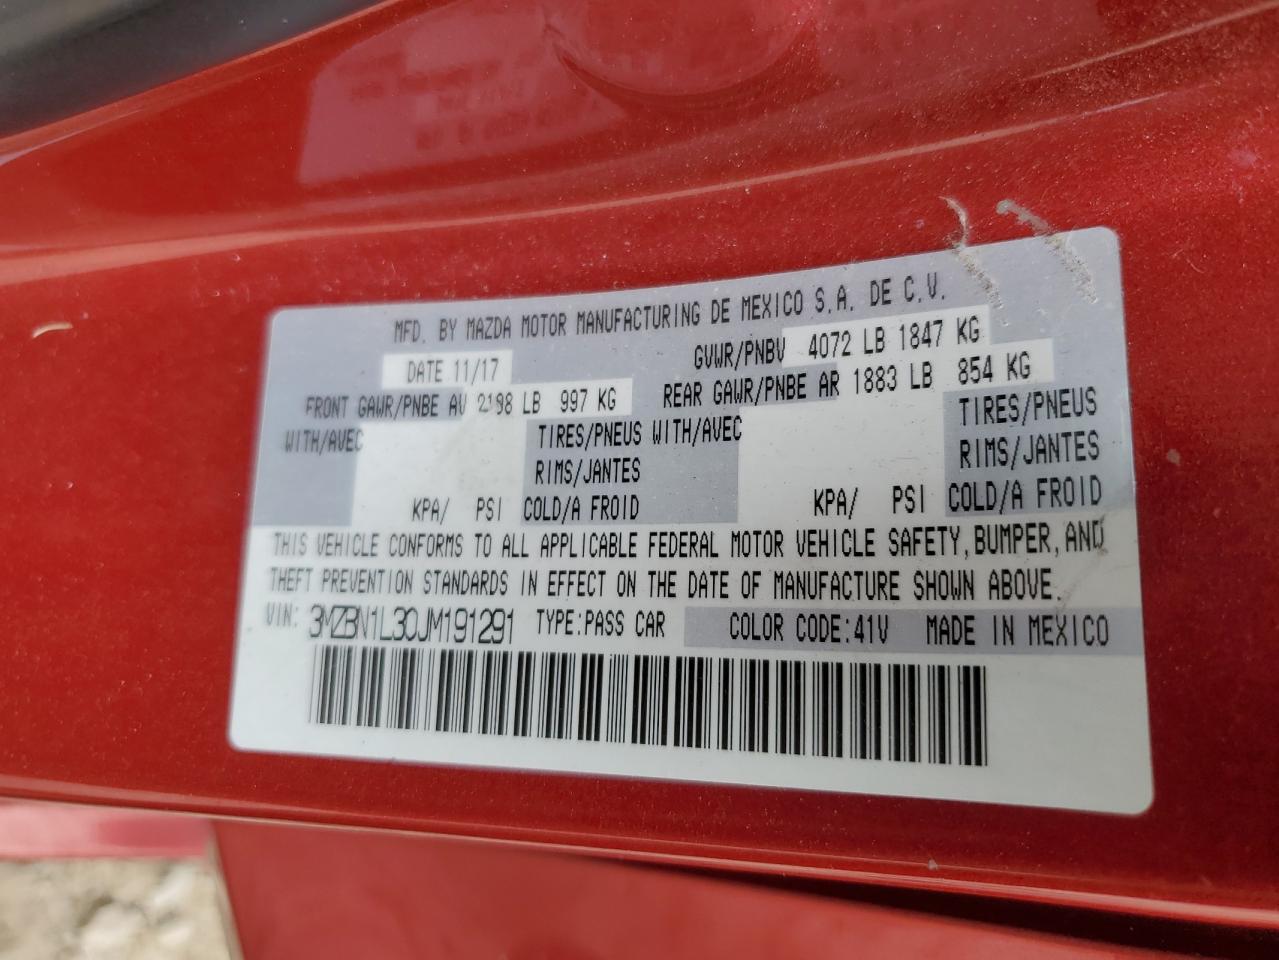 MFD. BY MAZDA MOTOR MANUFACTURING DE MEXICO S.A. DE C.V.
DATE 11/17 GVWR/PNBV 4072 LB 1847 KG
FRONT GAWR/PNBE AV 2198 LB 997 KG REAR GAWR/PNBE AR 1883 LB 854 KG
WITH/AVEC TIRES/PNEUS WITH/AVEC TIRES/PNEUS
RIMS/JANTES RIMS/JANTES
KPA/ PSI COLD/A FROID KPA/ PSI COLD/A FROID
THIS VEHICLE CONFORMS TO ALL APPLICABLE FEDERAL MOTOR VEHICLE SAFETY, BUMPER, AND
THEFT PREVENTION STANDARDS IN EFFECT ON THE DATE OF MANUFACTURE SHOWN ABOVE.
VIN: 3MZBN1L30JM191291 TYPE:PASS CAR COLOR CODE:41V MADE IN MEXICO